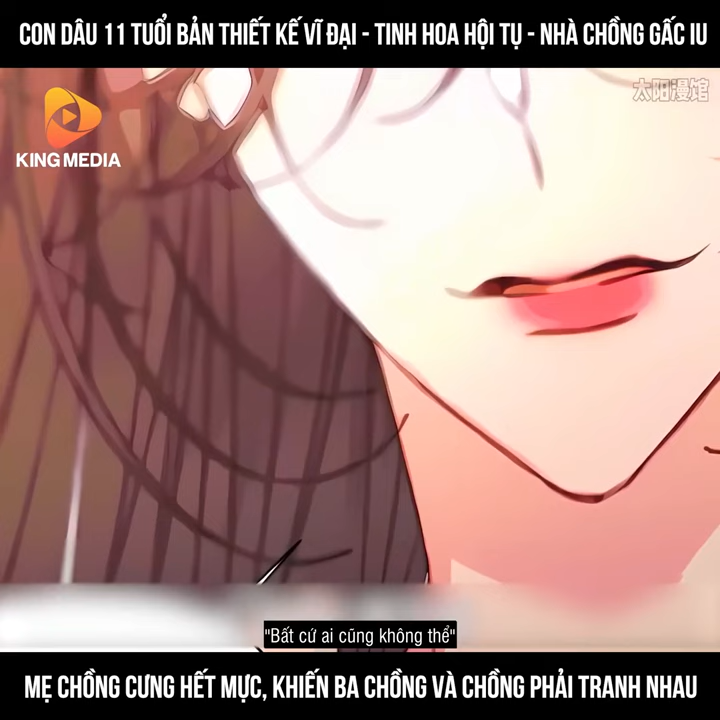 CON DÂU 11 TUỔI BẢN THIẾT KẾ VĨ ĐẠI - TINH HOA HỘI TỤ - NHÀ CHỒNG GẤC IU
太阳漫馆
KING MEDIA
"Bất cứ ai cũng không thể"
MẸ CHỒNG CƯNG HẾT MỰC, KHIẾN BA CHỒNG VÀ CHỒNG PHẢI TRANH NHAU